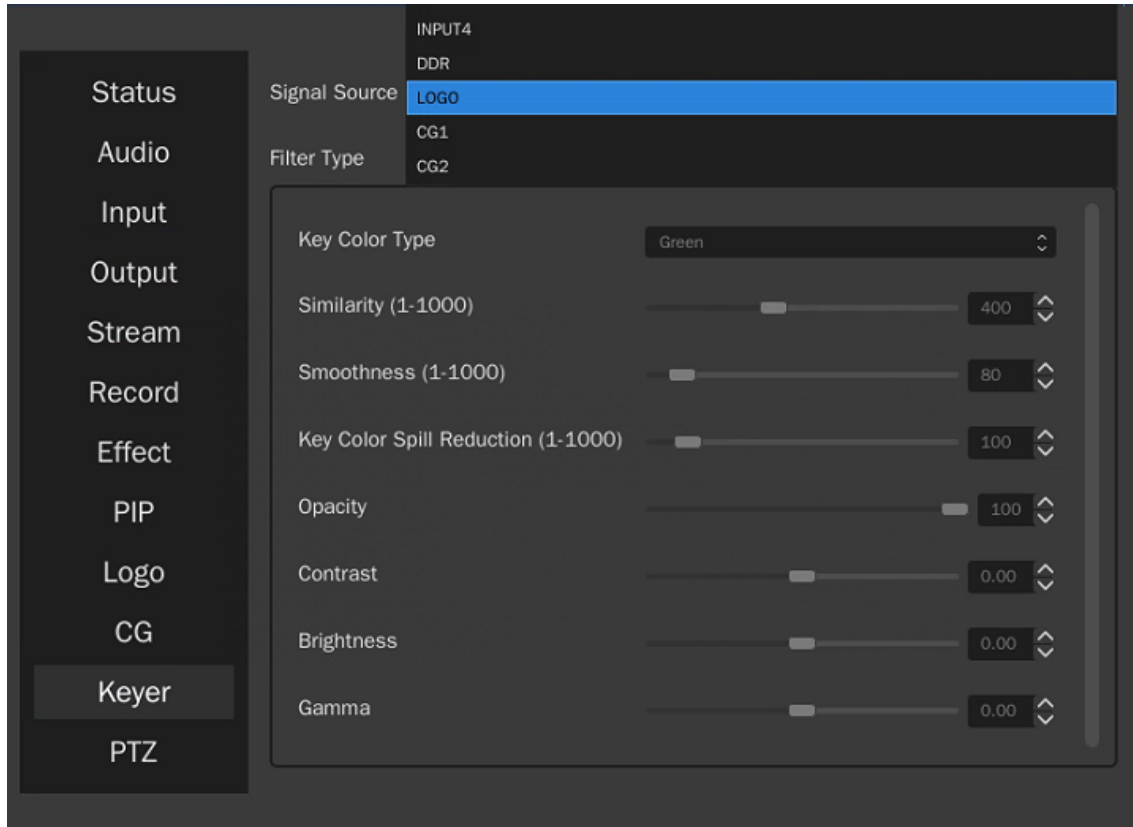 INPUT4
DDR
Signal Source LOGO
CG1
Filter Type
CG2
Status
Audio
Input
Output
Stream
Record
Effect
PIP
Logo
CG
Keyer
PTZ
Key Color Type Green
Similarity (1-1000) 400
Smoothness (1-1000) 80
Key Color Spill Reduction (1-1000) 100
Opacity 100
Contrast 0.00
Brightness 0.00
Gamma 0.00